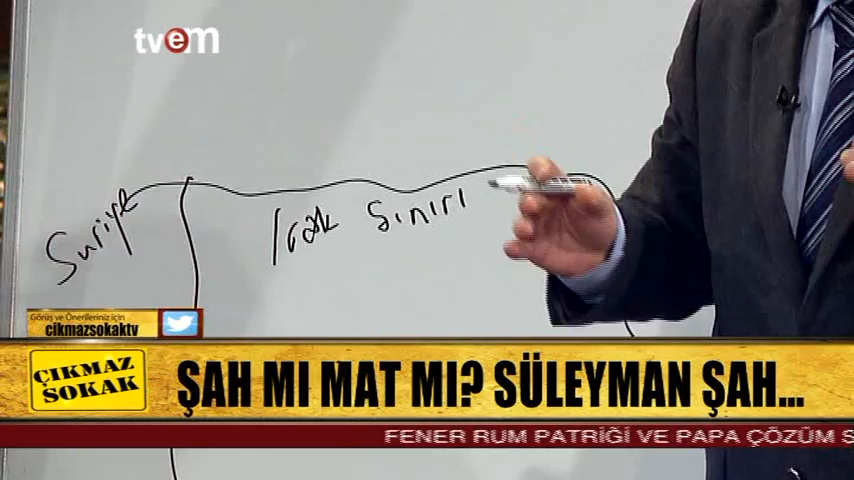 tvem
Suriye
Irak Sınırı
Görüş ve Önerileriniz için
cikmazsokaktv
ÇIKMAZ
SOKAK
ŞAH MI MAT MI? SÜLEYMAN ŞAH...
FENER RUM PATRİĞİ VE PAPA ÇÖZÜM S